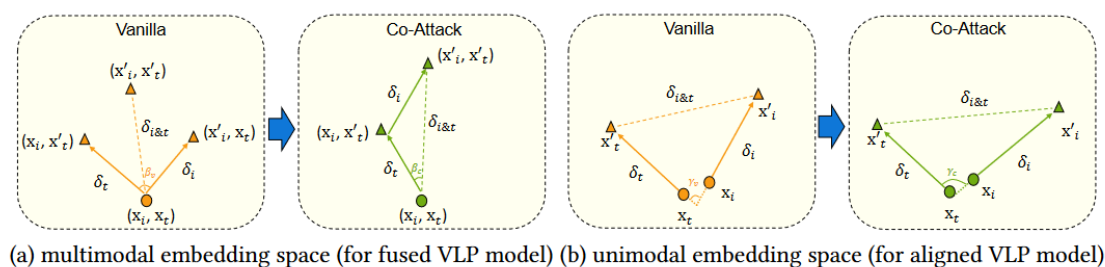 Vanilla
(x′ᵢ, x′ₜ)
(xᵢ, x′ₜ)
(x′ᵢ, xₜ)
δᵢ&ₜ
βᵥ
δₜ
δᵢ
(xᵢ, xₜ)
Co-Attack
(x′ᵢ, x′ₜ)
δᵢ
(xᵢ, x′ₜ)
δᵢ&ₜ
δₜ
β꜀
(xᵢ, xₜ)
Vanilla
δᵢ&ₜ
x′ᵢ
x′ₜ
δₜ
δᵢ
γᵥ
xᵢ
xₜ
Co-Attack
δᵢ&ₜ
x′ₜ
x′ᵢ
δₜ
γ꜀
δᵢ
xᵢ
xₜ
(a) multimodal embedding space (for fused VLP model) (b) unimodal embedding space (for aligned VLP model)